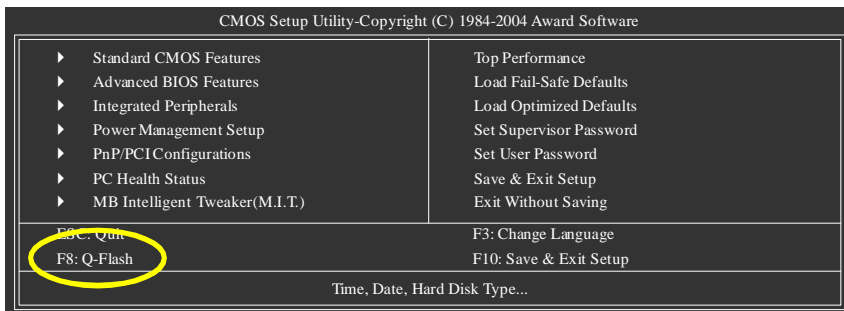 CMOS Setup Utility-Copyright (C) 1984-2004 Award Software
Standard CMOS Features
Advanced BIOS Features
Integrated Peripherals
Power Management Setup
PnP/PCI Configurations
PC Health Status
MB Intelligent Tweaker(M.I.T.)
Top Performance
Load Fail-Safe Defaults
Load Optimized Defaults
Set Supervisor Password
Set User Password
Save & Exit Setup
Exit Without Saving
ESC: Quit
F8: Q-Flash
F3: Change Language
F10: Save & Exit Setup
Time, Date, Hard Disk Type...